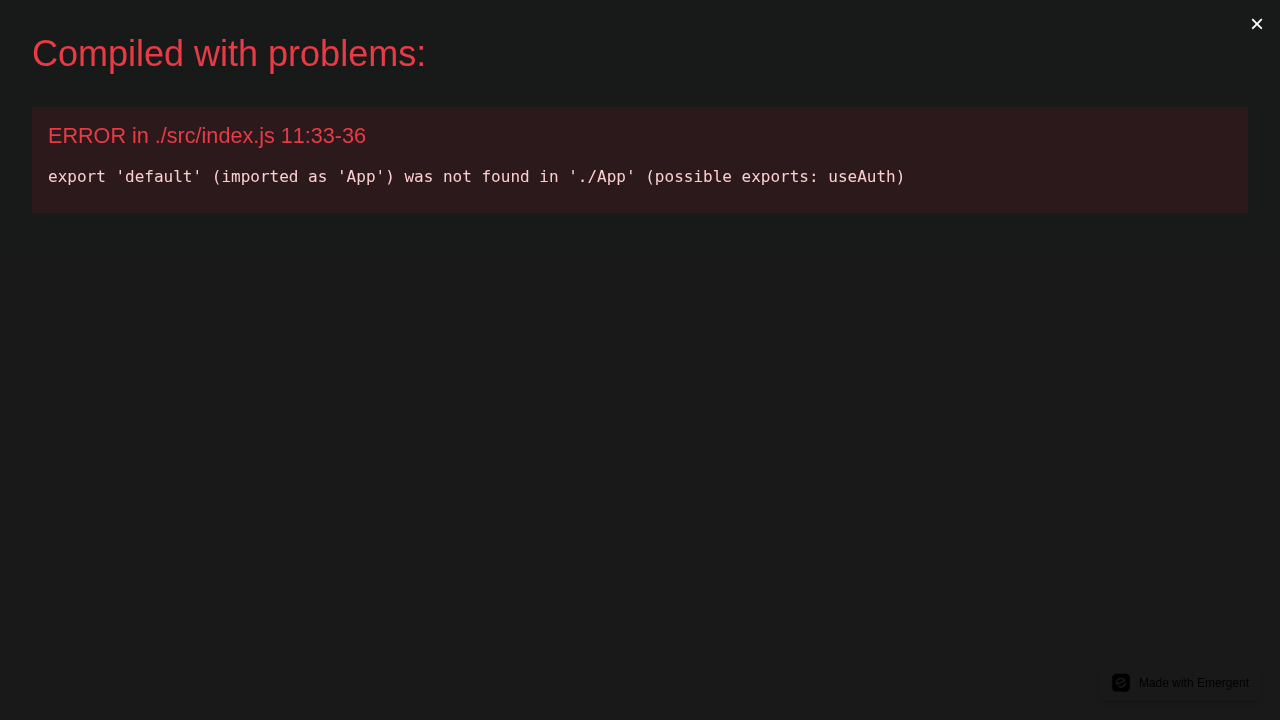 Compiled with problems:
ERROR in ./src/index.js 11:33-36
export 'default' (imported as 'App') was not found in './App' (possible exports: useAuth)
Made with Emergent